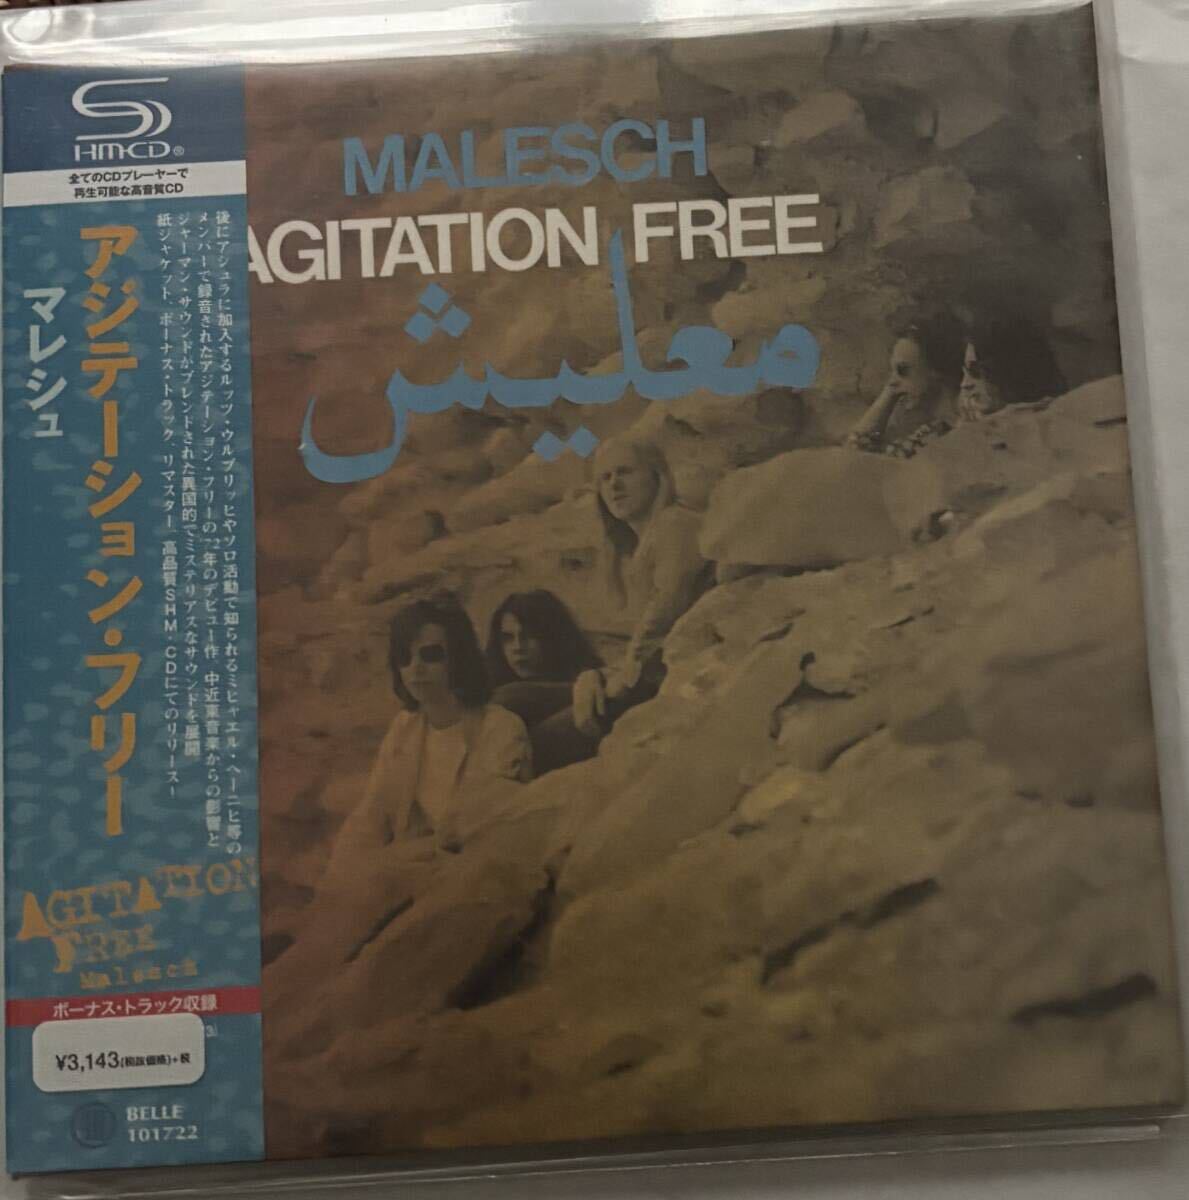 HM-CD®
全てのCDプレーヤーで
再生可能な高音質CD
後にアシュラに加入するルッツ・ウルブリッヒやソロ活動で知られるミヒャエル・ヘーニヒ等の
メンバーで録音されたアジテーション・フリーの72年のデビュー作。中近東音楽からの影響と
ジャーマン・サウンドがブレンドされた異国的でミステリアスなサウンドを展開
紙ジャケット、ボーナス・トラック、リマスター、高品質SHM-CDにてのリリース!
アジテーション・フリー
マレシュ
AGITATION
FREE
Malesch
ボーナス・トラック収録
¥3,143(税抜価格)+税
BELLE
101722
MALESCH
AGITATION FREE
معليش